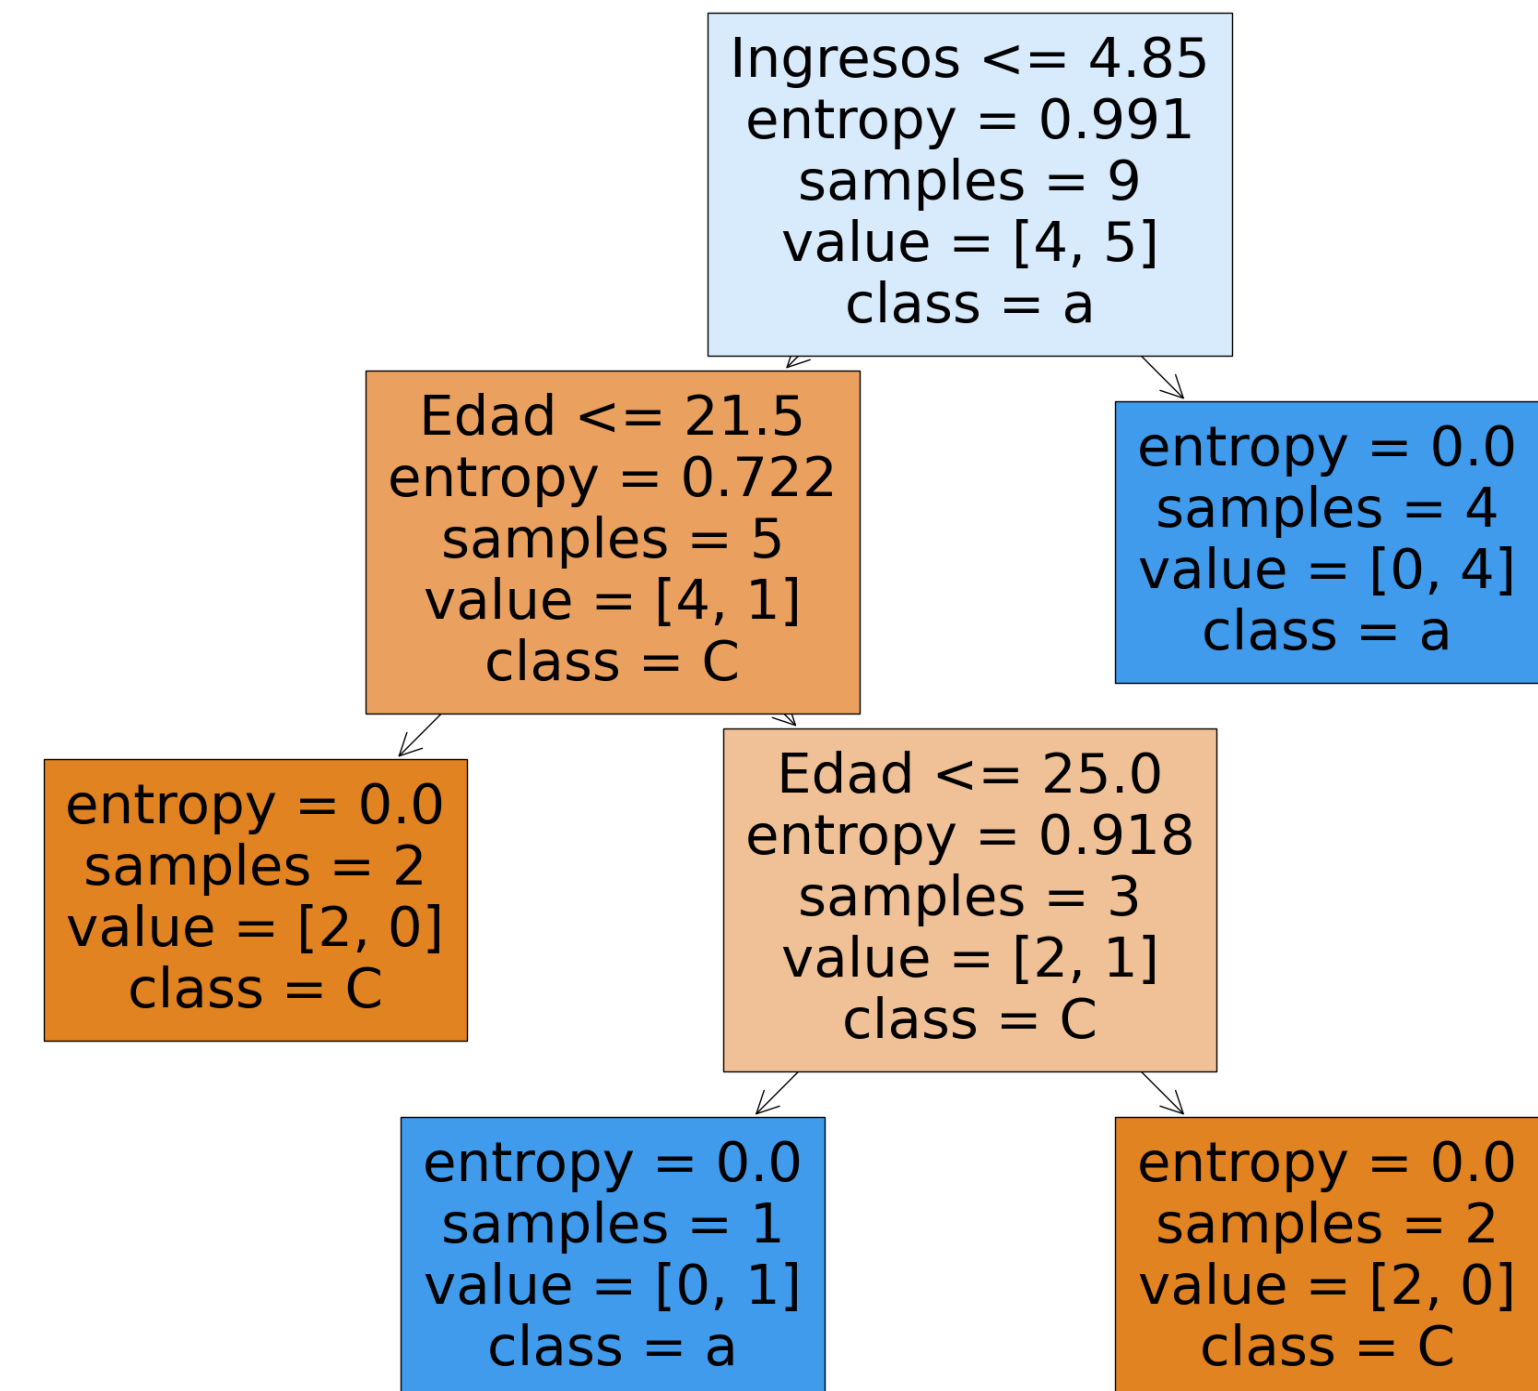 Ingresos <= 4.85
entropy = 0.991
samples = 9
value = [4, 5]
class = a
Edad <= 21.5
entropy = 0.722
samples = 5
value = [4, 1]
class = C
entropy = 0.0
samples = 4
value = [0, 4]
class = a
entropy = 0.0
samples = 2
value = [2, 0]
class = C
Edad <= 25.0
entropy = 0.918
samples = 3
value = [2, 1]
class = C
entropy = 0.0
samples = 1
value = [0, 1]
class = a
entropy = 0.0
samples = 2
value = [2, 0]
class = C